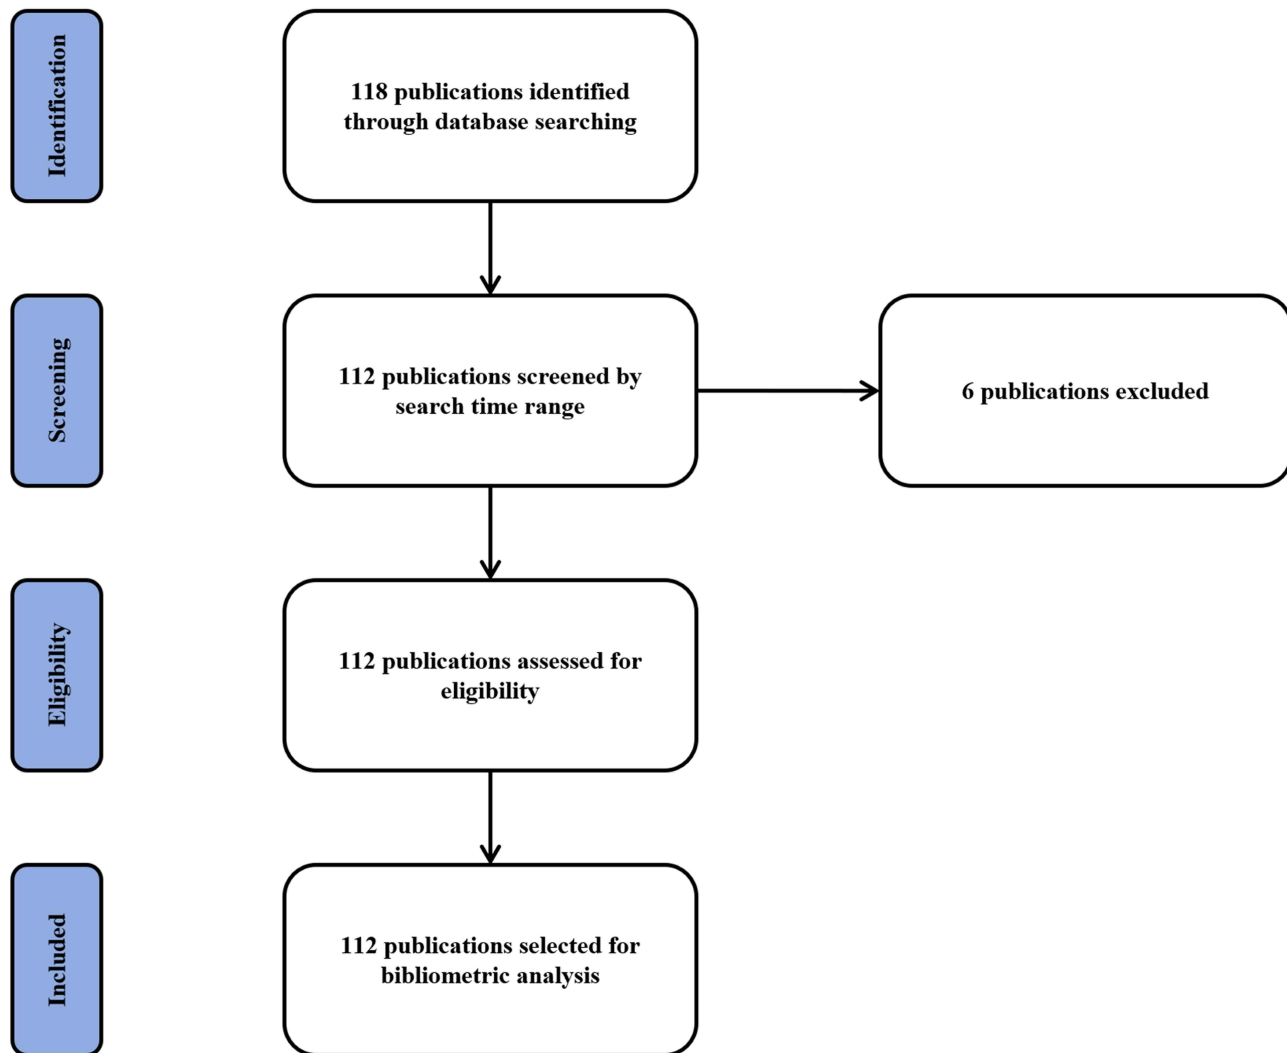 Identification
118 publications identified
through database searching
Screening
112 publications screened by
search time range
6 publications excluded
Eligibility
112 publications assessed for
eligibility
Included
112 publications selected for
bibliometric analysis